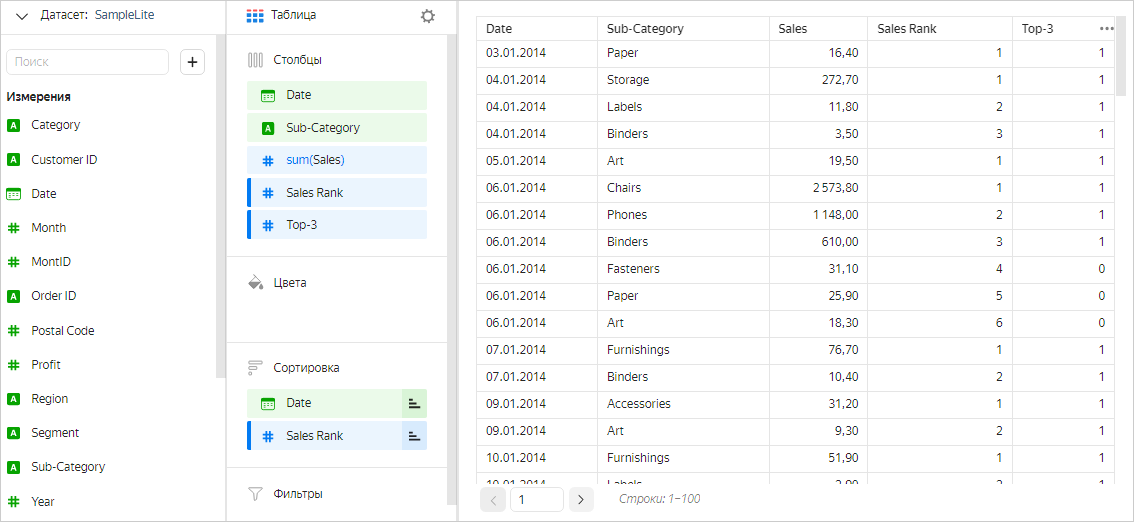 Датасет: SampleLite
Поиск
+
Измерения
Category
Customer ID
Date
Month
MontID
Order ID
Postal Code
Profit
Region
Segment
Sub-Category
Year
Таблица
Столбцы
Date
Sub-Category
sum(Sales)
Sales Rank
Top-3
Цвета
Сортировка
Date
Sales Rank
Фильтры
Date Sub-Category Sales Sales Rank Top-3
03.01.2014 Paper 16,40 1 1
04.01.2014 Storage 272,70 1 1
04.01.2014 Labels 11,80 2 1
04.01.2014 Binders 3,50 3 1
05.01.2014 Art 19,50 1 1
06.01.2014 Chairs 2 573,80 1 1
06.01.2014 Phones 1 148,00 2 1
06.01.2014 Binders 610,00 3 1
06.01.2014 Fasteners 31,10 4 0
06.01.2014 Paper 25,90 5 0
06.01.2014 Art 18,30 6 0
07.01.2014 Furnishings 76,70 1 1
07.01.2014 Binders 10,40 2 1
09.01.2014 Accessories 31,20 1 1
09.01.2014 Art 9,30 2 1
10.01.2014 Furnishings 51,90 1 1
10.01.2014 Labels
1
Строки: 1–100